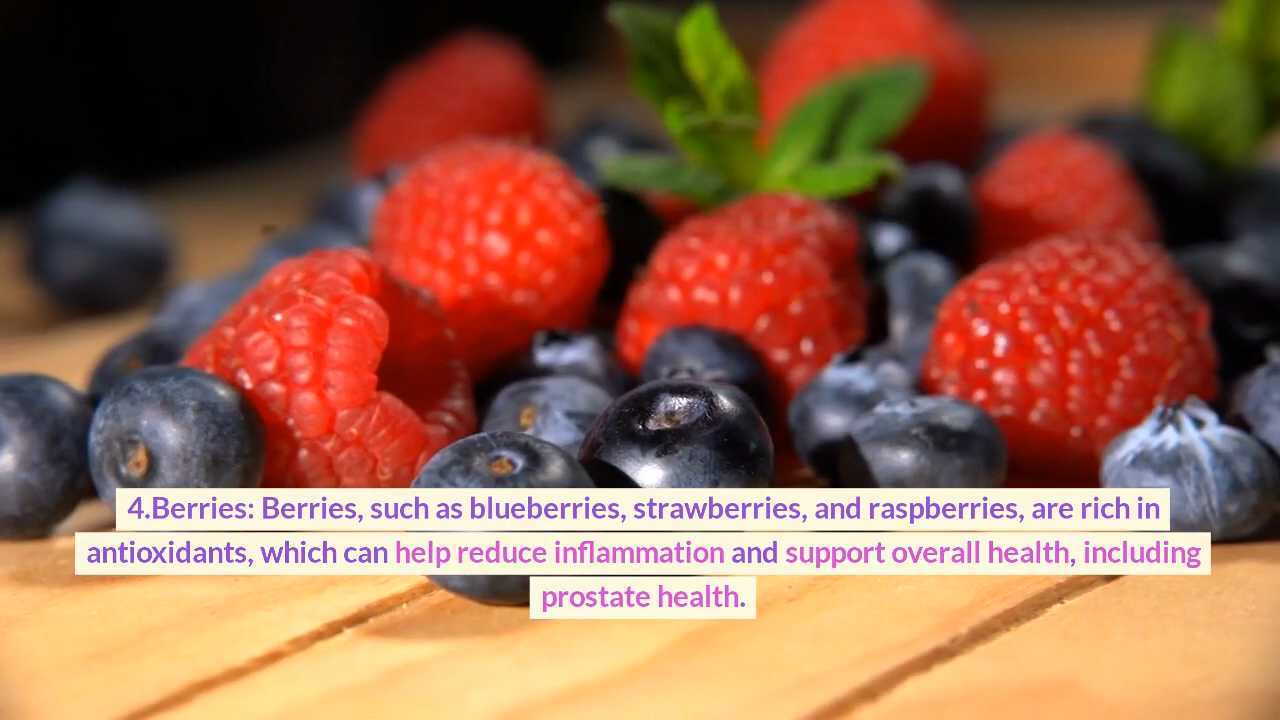 4.Berries: Berries, such as blueberries, strawberries, and raspberries, are rich in
antioxidants, which can help reduce inflammation and support overall health, including
prostate health.